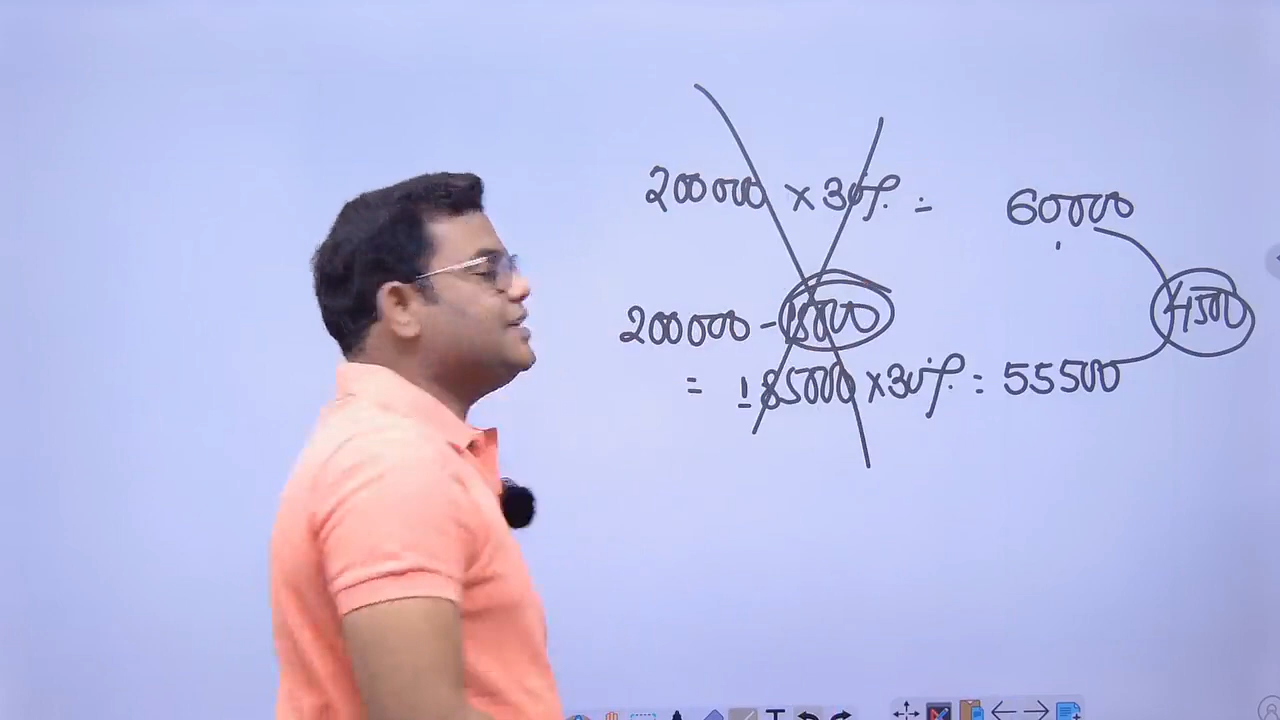 200000 × 30% = 60000
4500
200000 - 15000
= 185000 × 30% = 55500
T